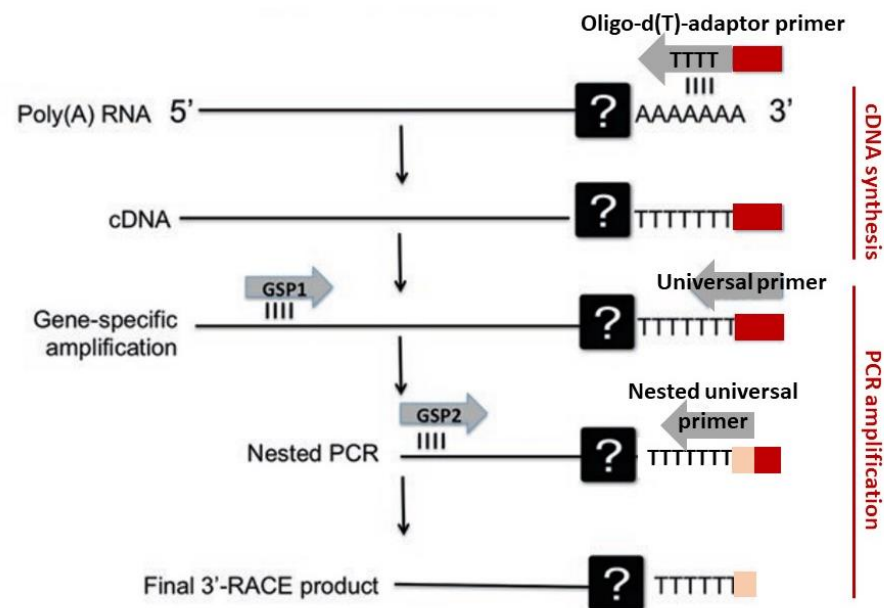 Oligo-d(T)-adaptor primer
TTTT
Poly(A) RNA 5’ ? AAAAAAA 3’
cDNA synthesis
cDNA ? TTTTTTT
GSP1
Universal primer
Gene-specific
amplification
? TTTTTTT
PCR amplification
Nested universal
primer
GSP2
Nested PCR ? TTTTTTT
Final 3’-RACE product ? TTTTTT